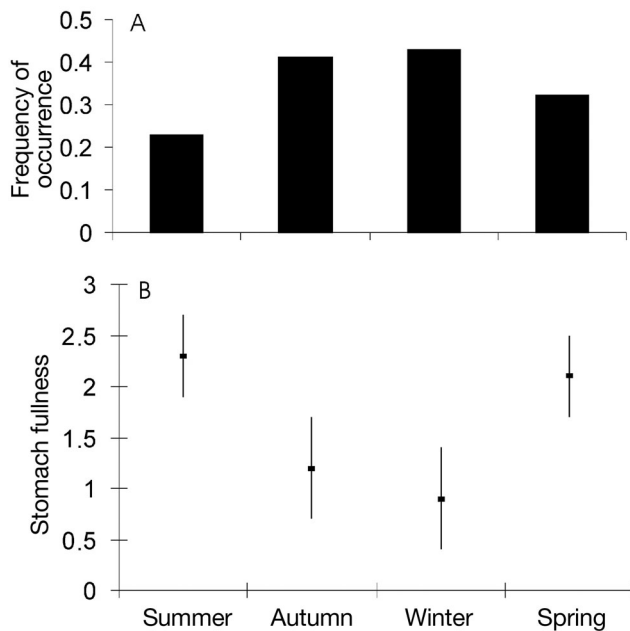 A
0.5
0.4
0.3
0.2
0.1
0
Frequency of
occurrence
B
3
2.5
2
1.5
1
0.5
0
Stomach fullness
Summer Autumn Winter Spring